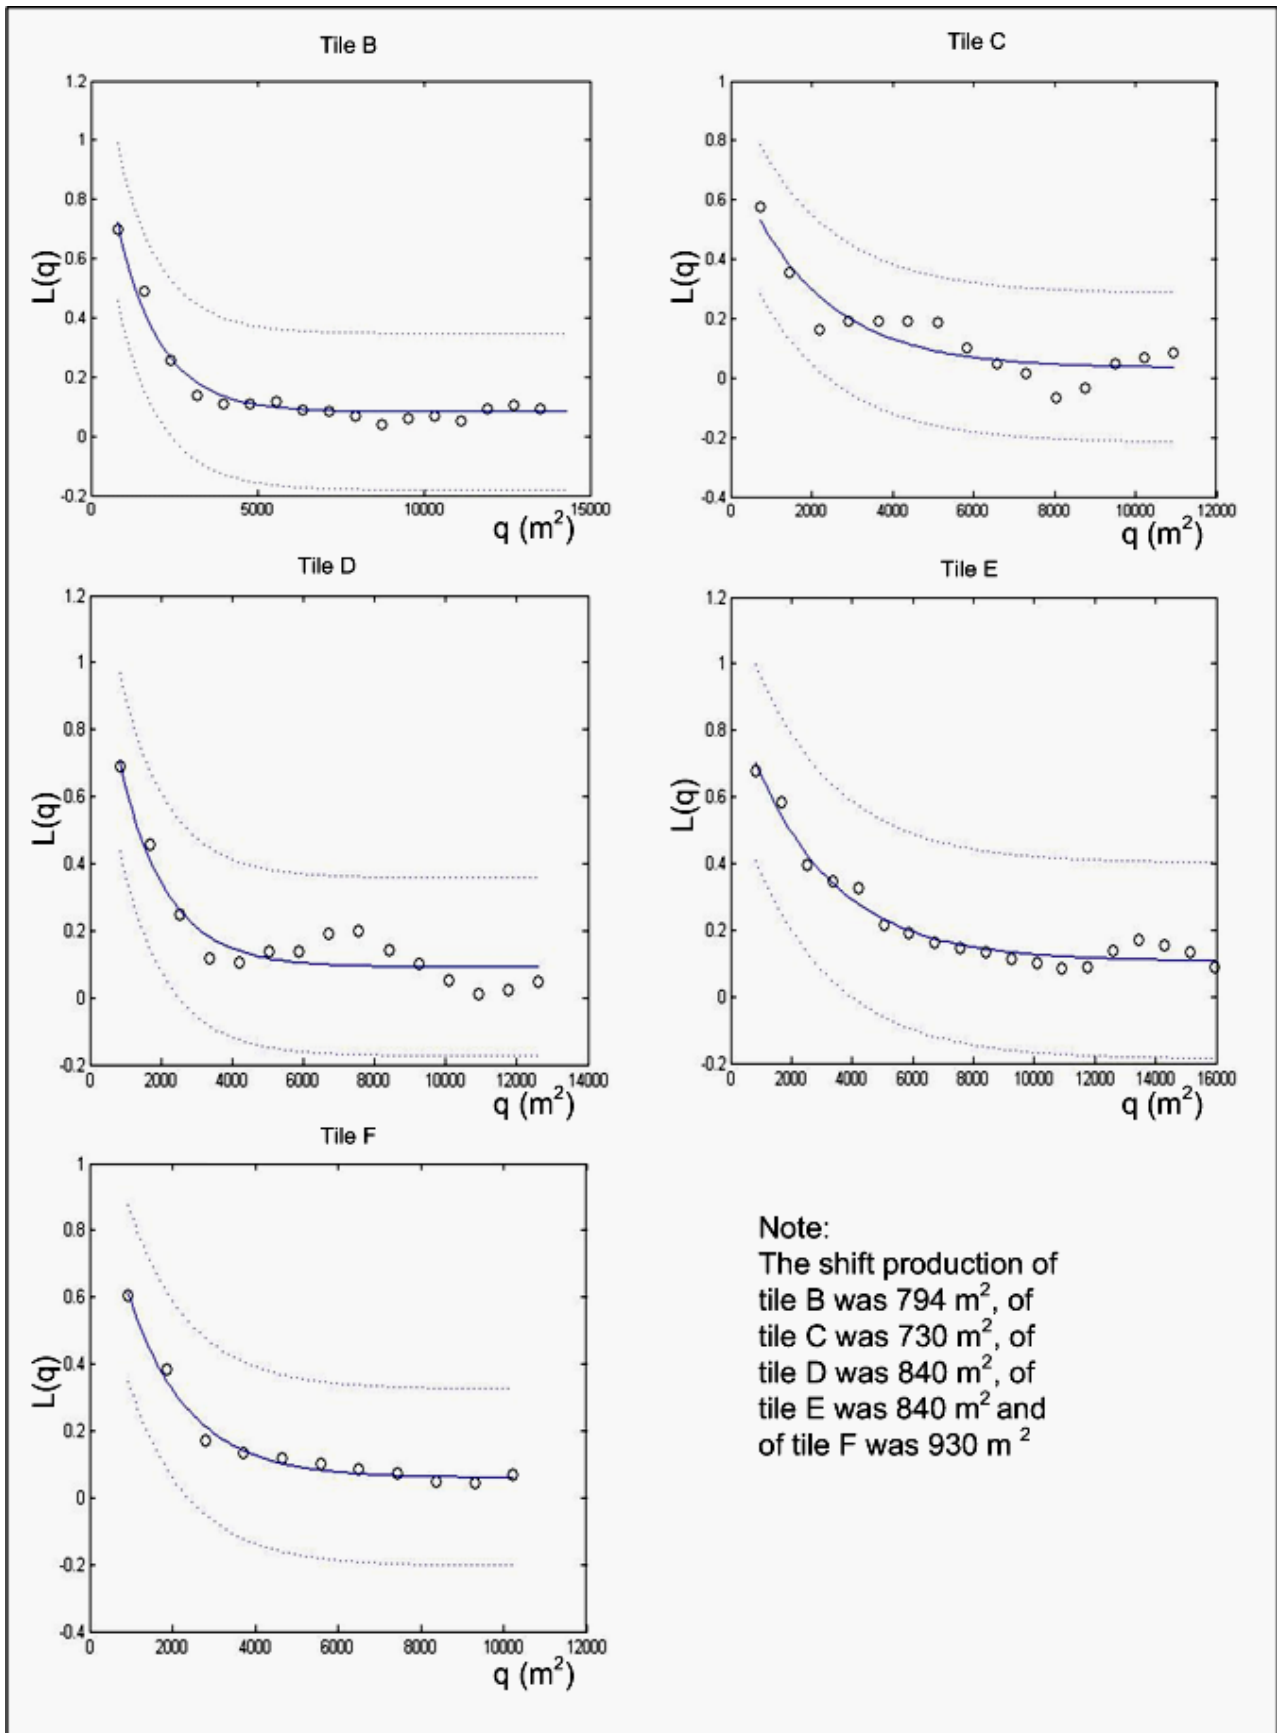 Tile B
1.2
1
0.8
0.6
0.4
0.2
0
-0.2
L(q)
0 5000 10000 15000
q (m²)
Tile C
1
0.8
0.6
0.4
0.2
0
-0.2
-0.4
L(q)
0 2000 4000 6000 8000 10000 12000
q (m²)
Tile D
1.2
1
0.8
0.6
0.4
0.2
0
-0.2
L(q)
0 2000 4000 6000 8000 10000 12000 14000
q (m²)
Tile E
1.2
1
0.8
0.6
0.4
0.2
0
-0.2
L(q)
0 2000 4000 6000 8000 10000 12000 14000 16000
q (m²)
Tile F
1
0.8
0.6
0.4
0.2
0
-0.2
-0.4
L(q)
0 2000 4000 6000 8000 10000 12000
q (m²)
Note:
The shift production of
tile B was 794 m², of
tile C was 730 m², of
tile D was 840 m², of
tile E was 840 m² and
of tile F was 930 m ²